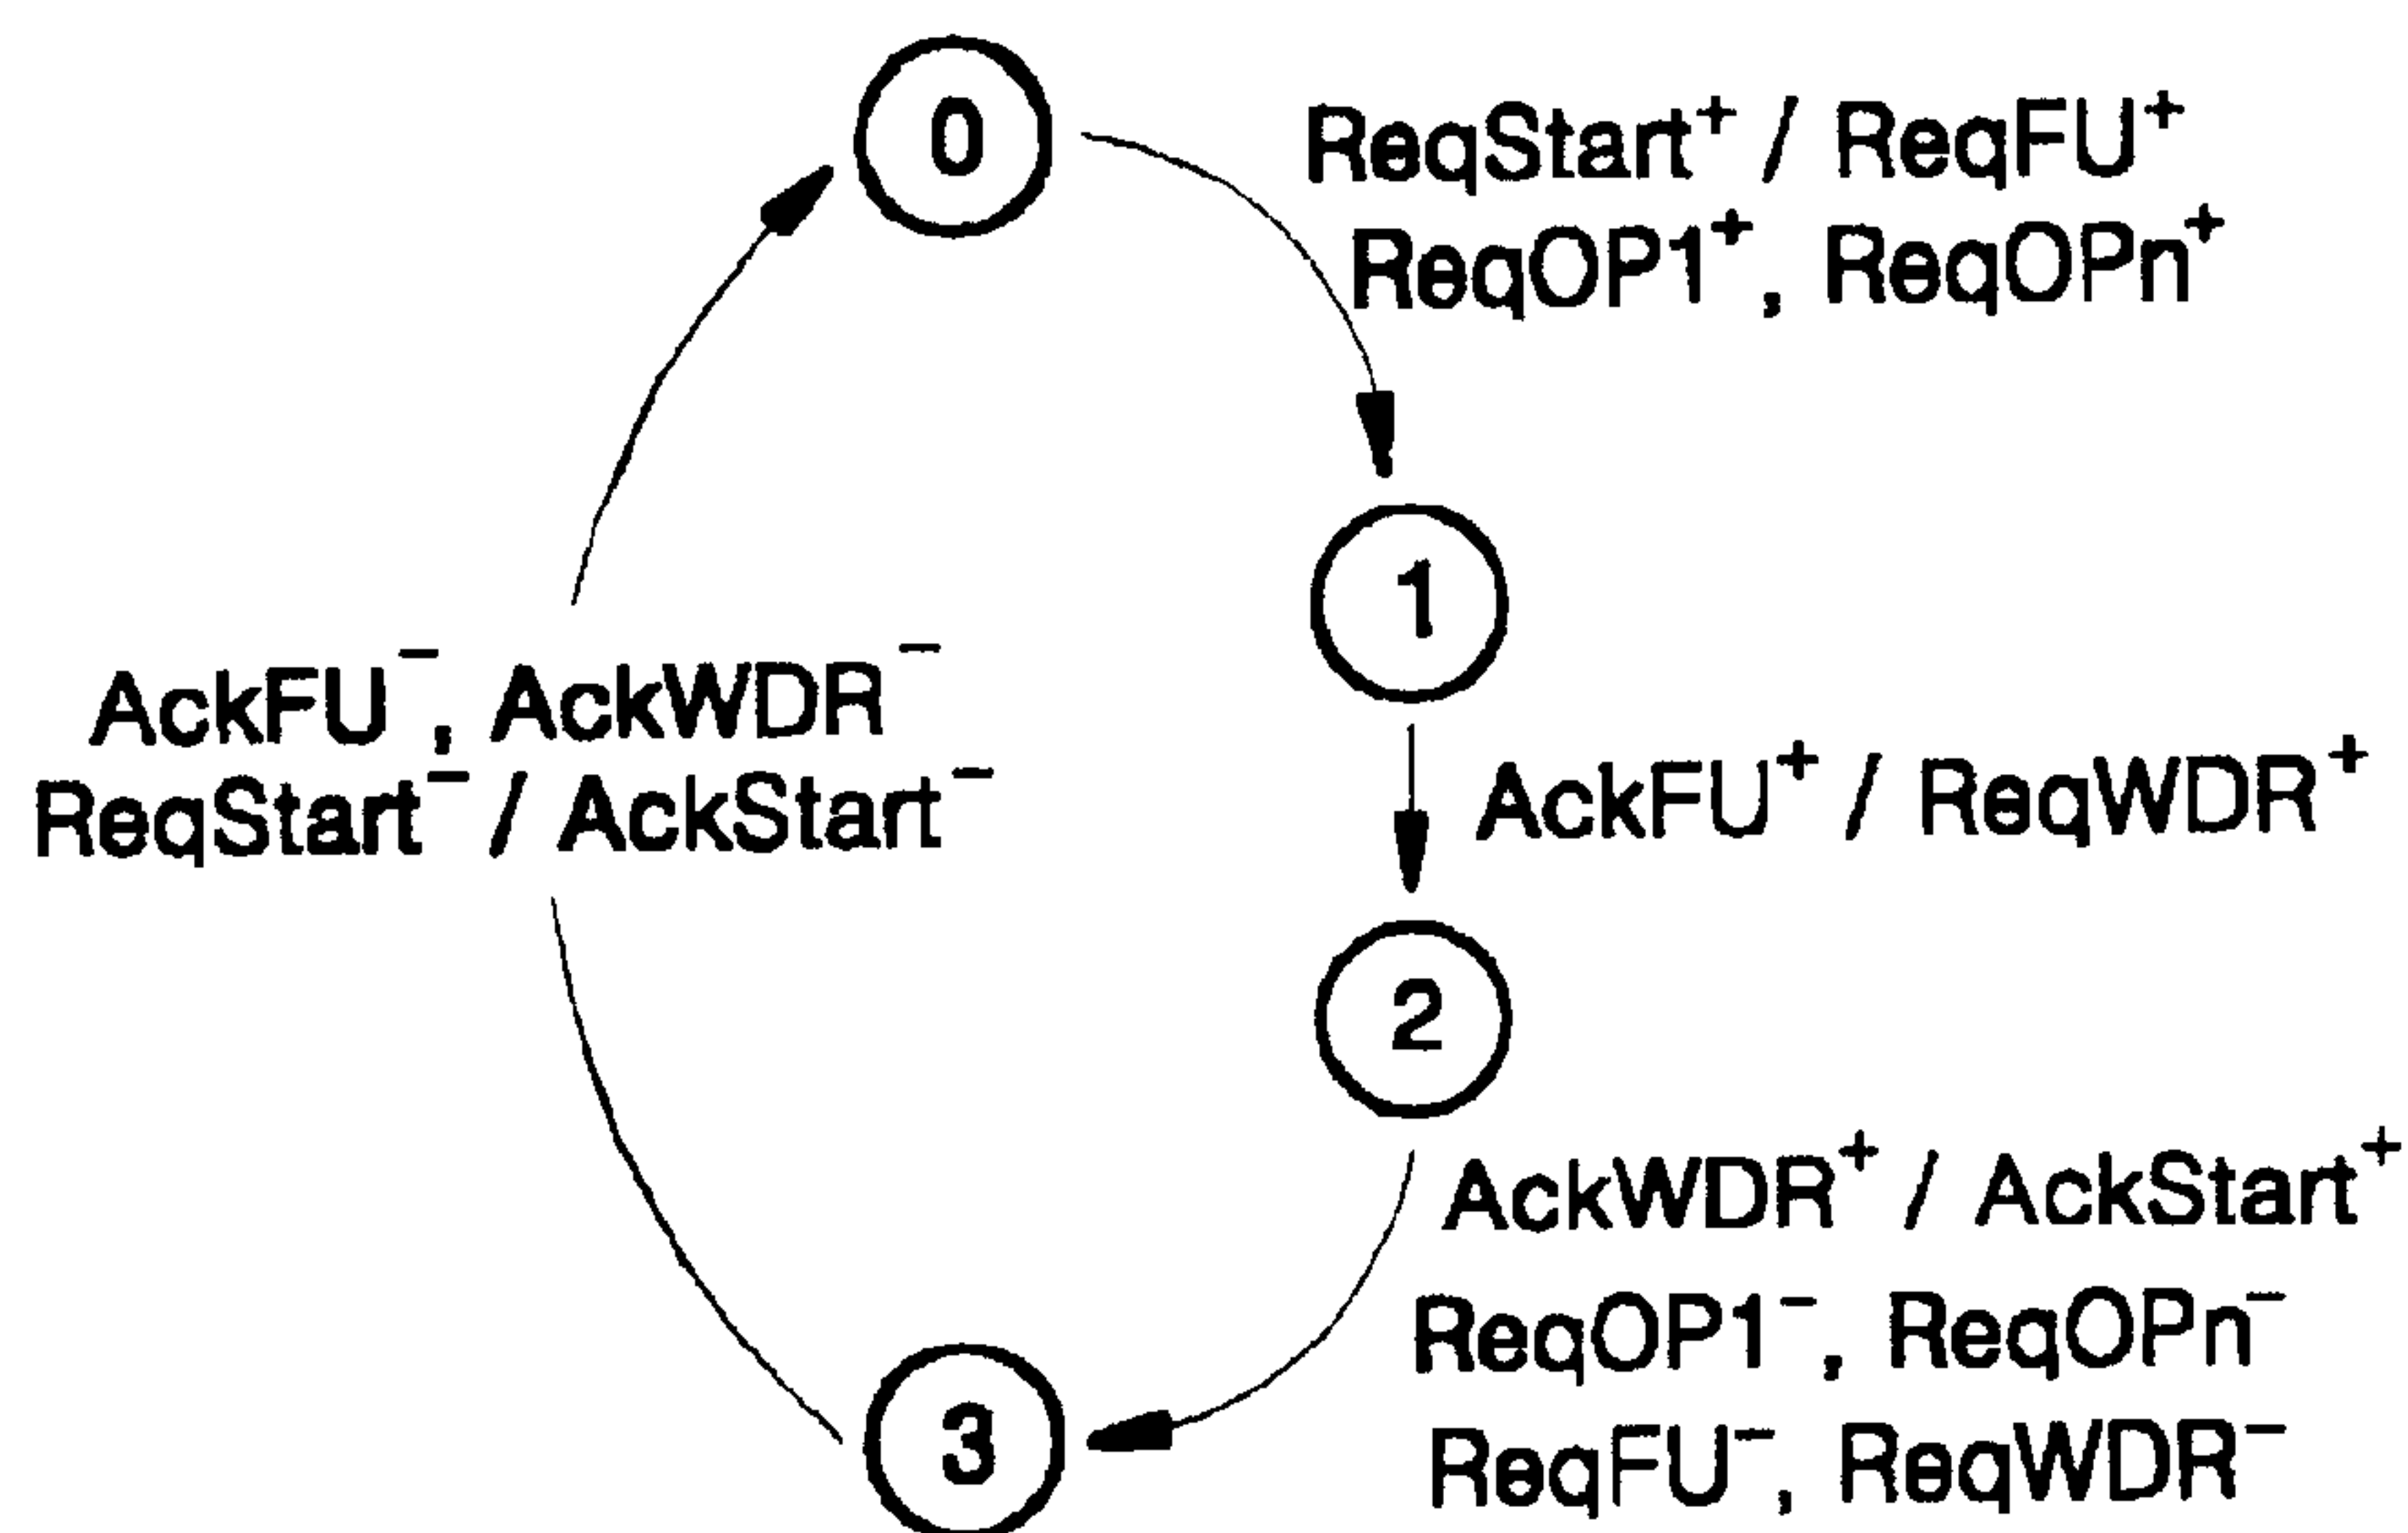 0
ReqStart⁺ / ReqFU⁺
ReqOP1⁺, ReqOPn⁺
1
AckFU⁻, AckWDR⁻
ReqStart⁻ / AckStart⁻
AckFU⁺ / ReqWDR⁺
2
AckWDR⁺ / AckStart⁺
ReqOP1⁻, ReqOPn⁻
ReqFU⁻, ReqWDR⁻
3